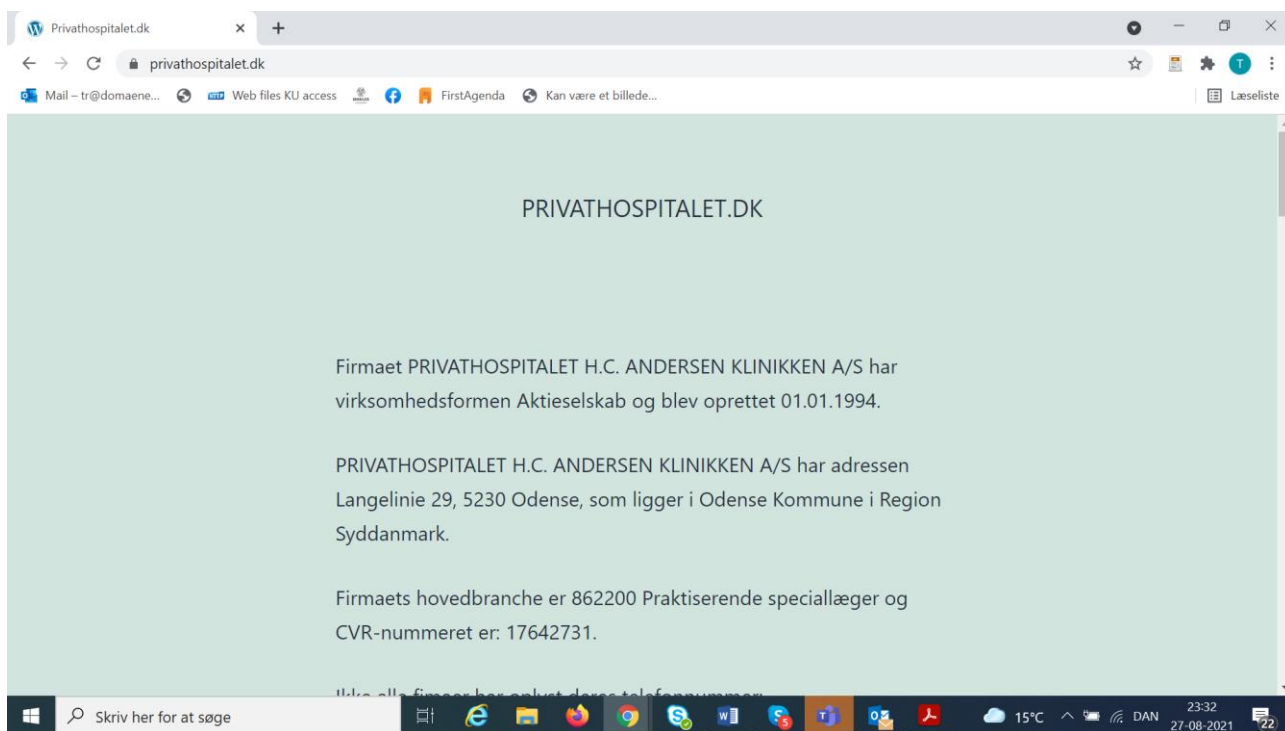 Privathospitalet.dk
privathospitalet.dk
Mail – tr@domaene...
Web files KU access
FirstAgenda
Kan være et billede...
Læseliste
PRIVATHOSPITALET.DK
Firmaet PRIVATHOSPITALET H.C. ANDERSEN KLINIKKEN A/S har
virksomhedsformen Aktieselskab og blev oprettet 01.01.1994.
PRIVATHOSPITALET H.C. ANDERSEN KLINIKKEN A/S har adressen
Langelinie 29, 5230 Odense, som ligger i Odense Kommune i Region
Syddanmark.
Firmaets hovedbranche er 862200 Praktiserende speciallæger og
CVR-nummeret er: 17642731.
Skriv her for at søge
15°C
DAN
23:32
27-08-2021
22